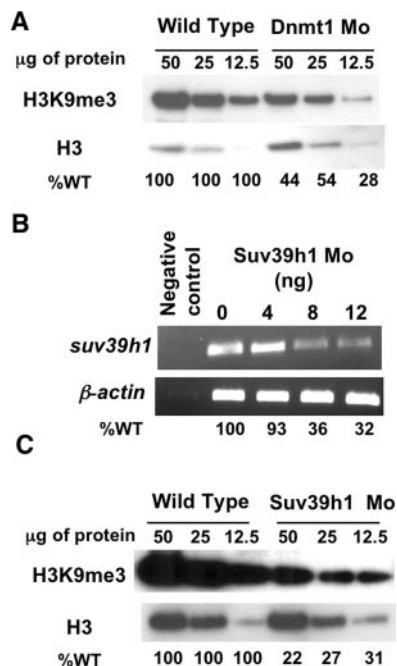 A
Wild Type Dnmt1 Mo
μg of protein 50 25 12.5 50 25 12.5
H3K9me3
H3
%WT 100 100 100 44 54 28
B
Negative control
Suv39h1 Mo
(ng)
0 4 8 12
suv39h1
β-actin
%WT 100 93 36 32
C
Wild Type Suv39h1 Mo
μg of protein 50 25 12.5 50 25 12.5
H3K9me3
H3
%WT 100 100 100 22 27 31